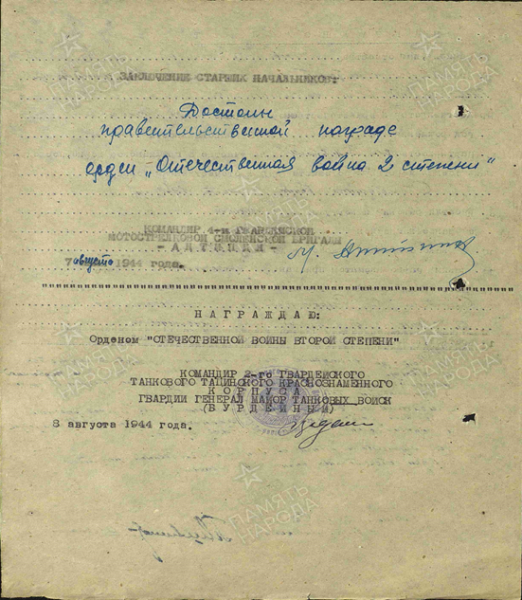 ЗАКЛЮЧЕНИЕ СТАРШИХ НАЧАЛЬНИКОВ:
Достоин
правительственной награде
орден „Отечественная война 2 степени"
КОМАНДИР 4-й ГВАРДЕЙСКОЙ
МОТОСТРЕЛКОВОЙ СМОЛЕНСКОЙ БРИГАДЫ
7 августа 1944 года.
НАГРАЖДАЮ:
Орденом "ОТЕЧЕСТВЕННОЙ ВОЙНЫ ВТОРОЙ СТЕПЕНИ"
КОМАНДИР 2-го ГВАРДЕЙСКОГО
ТАНКОВОГО ТАЦИНСКОГО КРАСНОЗНАМЕННОГО
КОРПУСА
ГВАРДИИ ГЕНЕРАЛ МАЙОР ТАНКОВЫХ ВОЙСК
(БУРДЕЙНЫЙ)
8 августа 1944 года.
ПАМЯТЬ НАРОДА